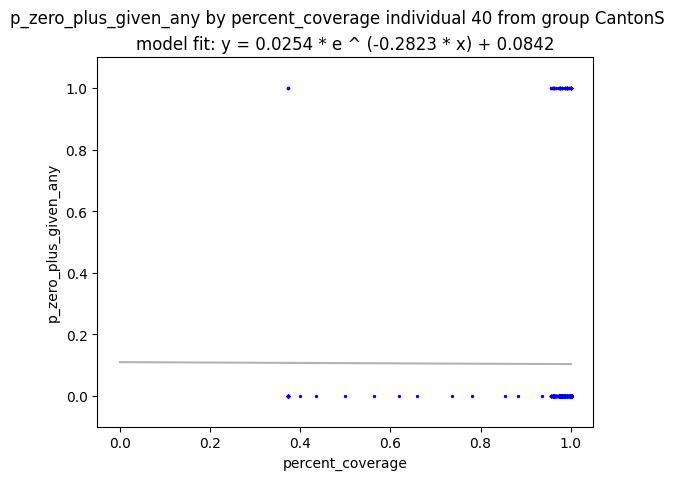 p_zero_plus_given_any by percent_coverage individual 40 from group CantonS
model fit: y = 0.0254 * e ^ (-0.2823 * x) + 0.0842
p_zero_plus_given_any
1.0
0.8
0.6
0.4
0.2
0.0
0.0 0.2 0.4 0.6 0.8 1.0
percent_coverage